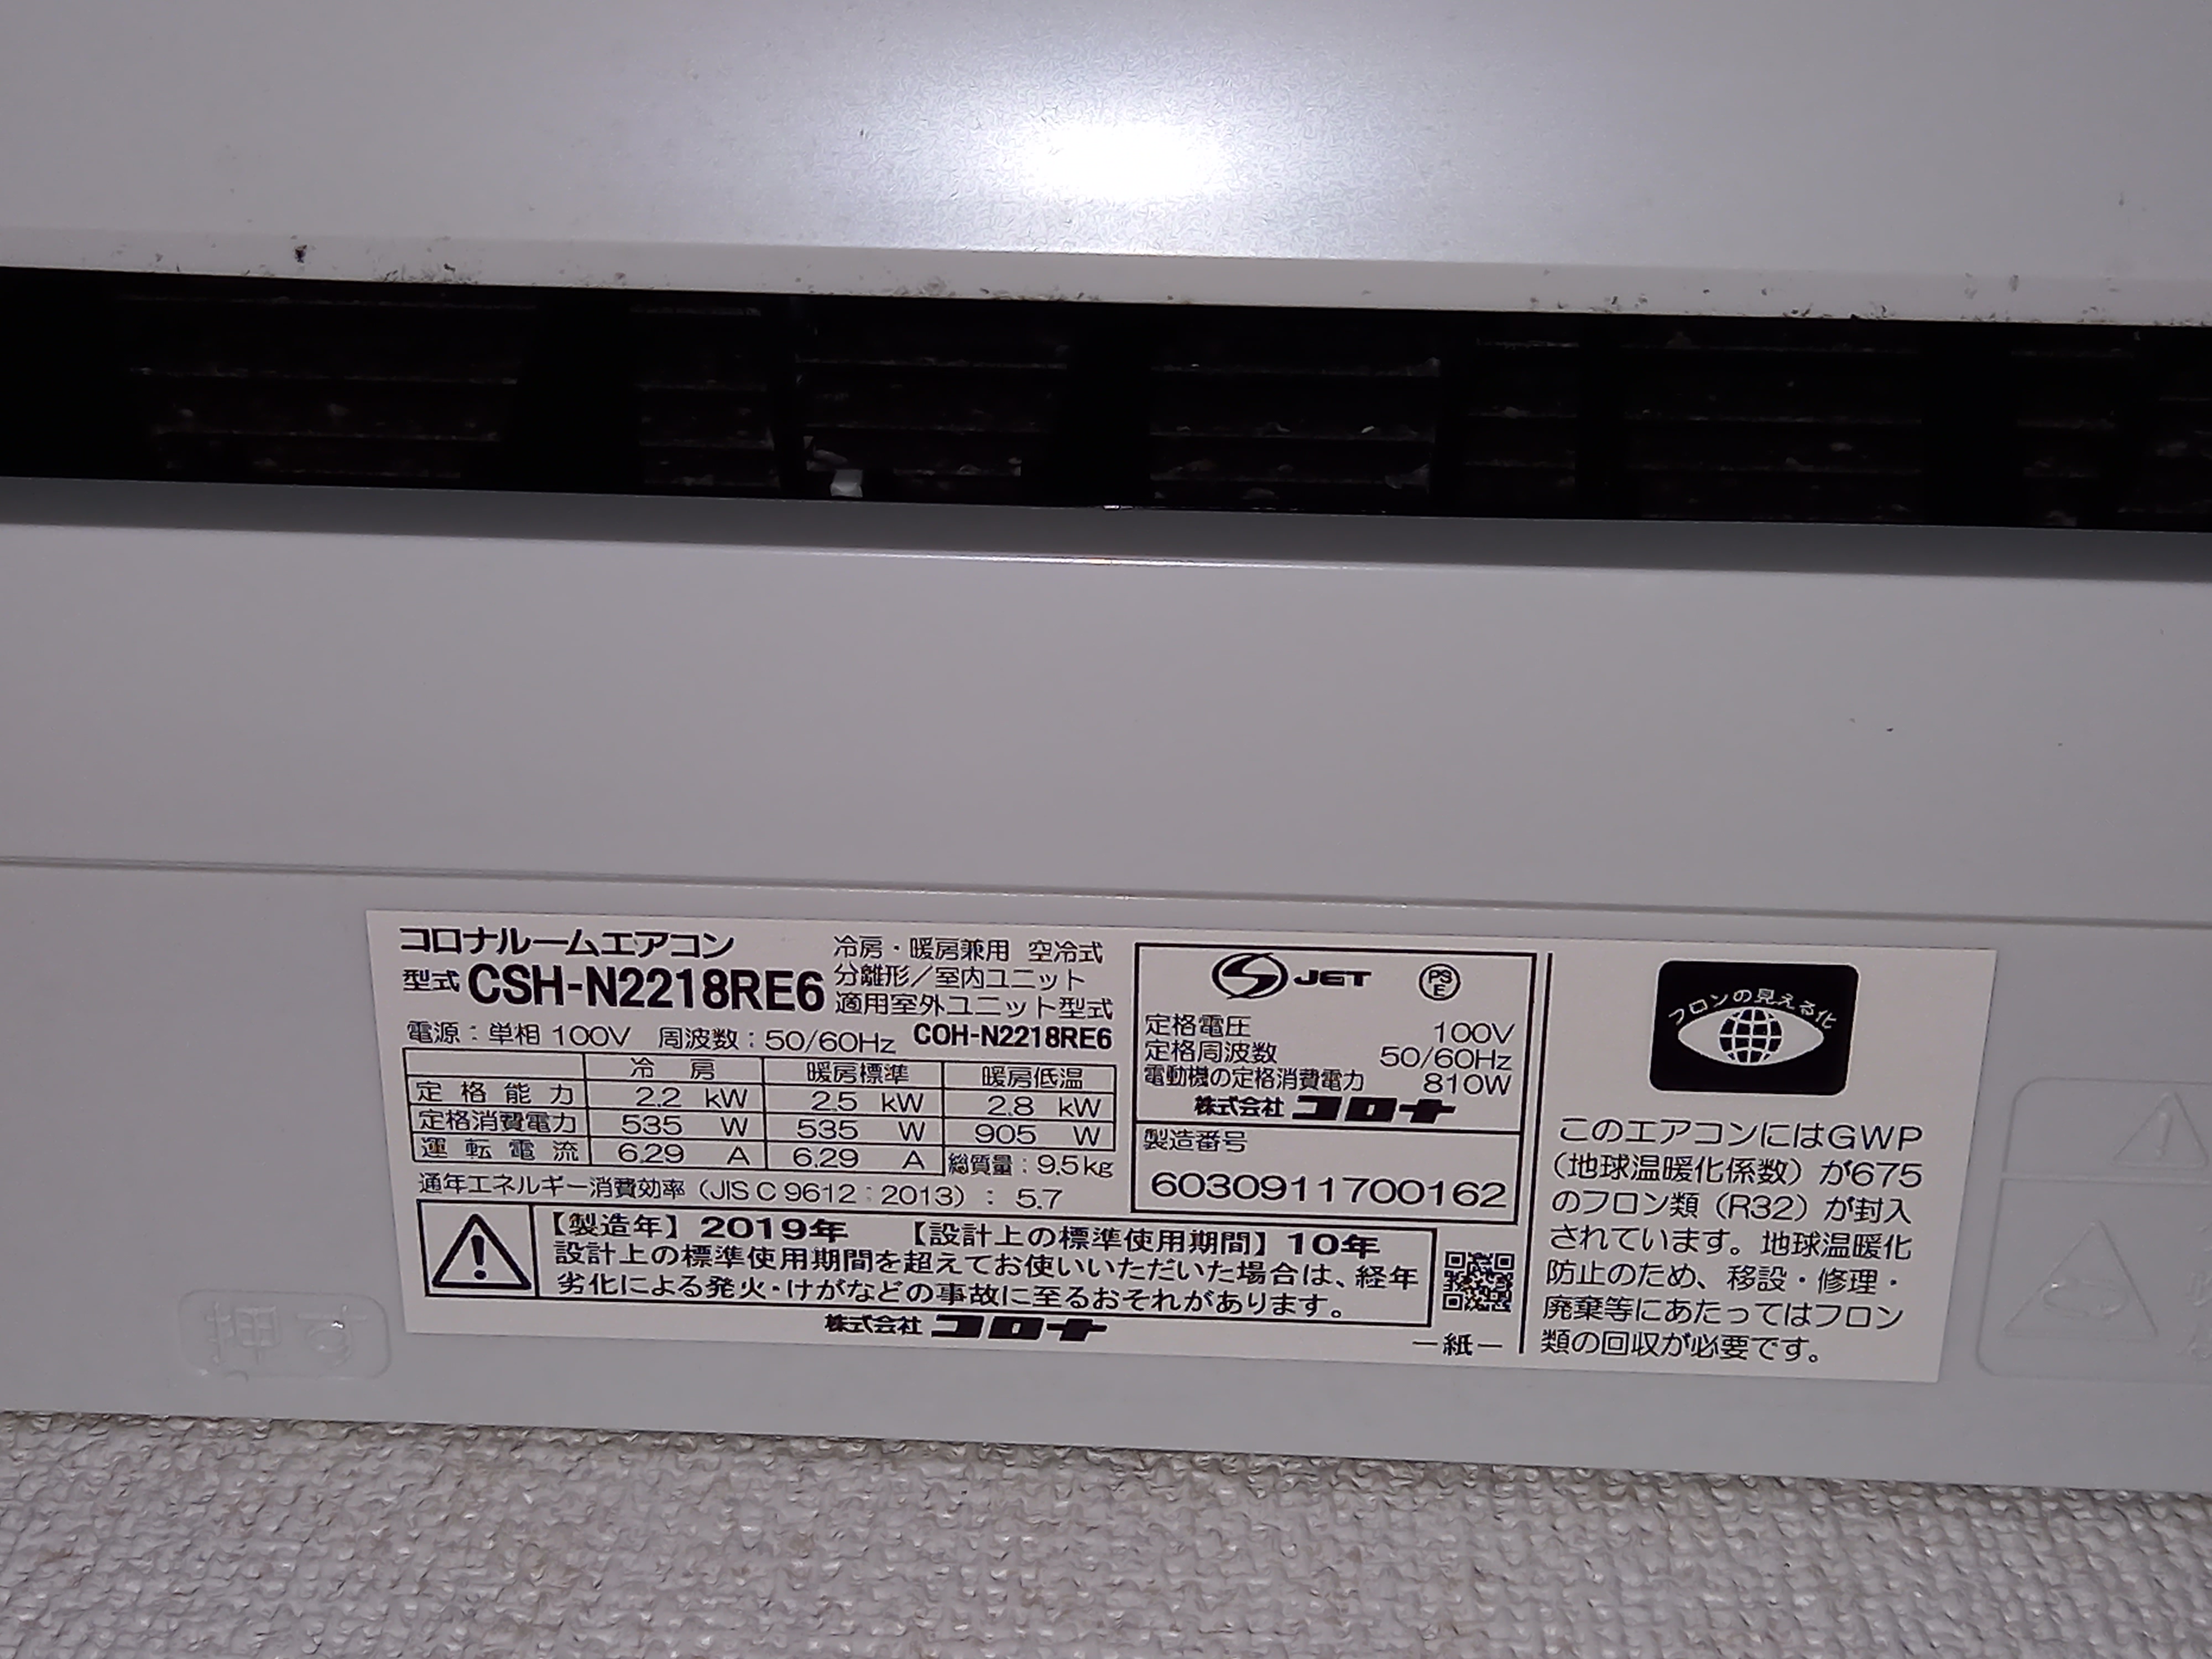 コロナルームエアコン
型式 CSH-N2218RE6
冷房・暖房兼用 空冷式
分離形/室内ユニット
適用室外ユニット型式
COH-N2218RE6
電源:単相 100V 周波数:50/60Hz
冷房 暖房標準 暖房低温
定格能力 2.2 kW 2.5 kW 2.8 kW
定格消費電力 535 W 535 W 905 W
運転電流 6.29 A 6.29 A 総質量:9.5kg
通年エネルギー消費効率(JIS C 9612:2013): 5.7
【製造年】2019年 【設計上の標準使用期間】10年
設計上の標準使用期間を超えてお使いいただいた場合は、経年
劣化による発火・けがなどの事故に至るおそれがあります。
株式会社 コロナ
JET PS E
定格電圧 100V
定格周波数 50/60Hz
電動機の定格消費電力 810W
株式会社 コロナ
製造番号
6030911700162
ー紙ー
フロンの見える化
このエアコンにはGWP
(地球温暖化係数)が675
のフロン類(R32)が封入
されています。地球温暖化
防止のため、移設・修理・
廃棄等にあたってはフロン
類の回収が必要です。
押す